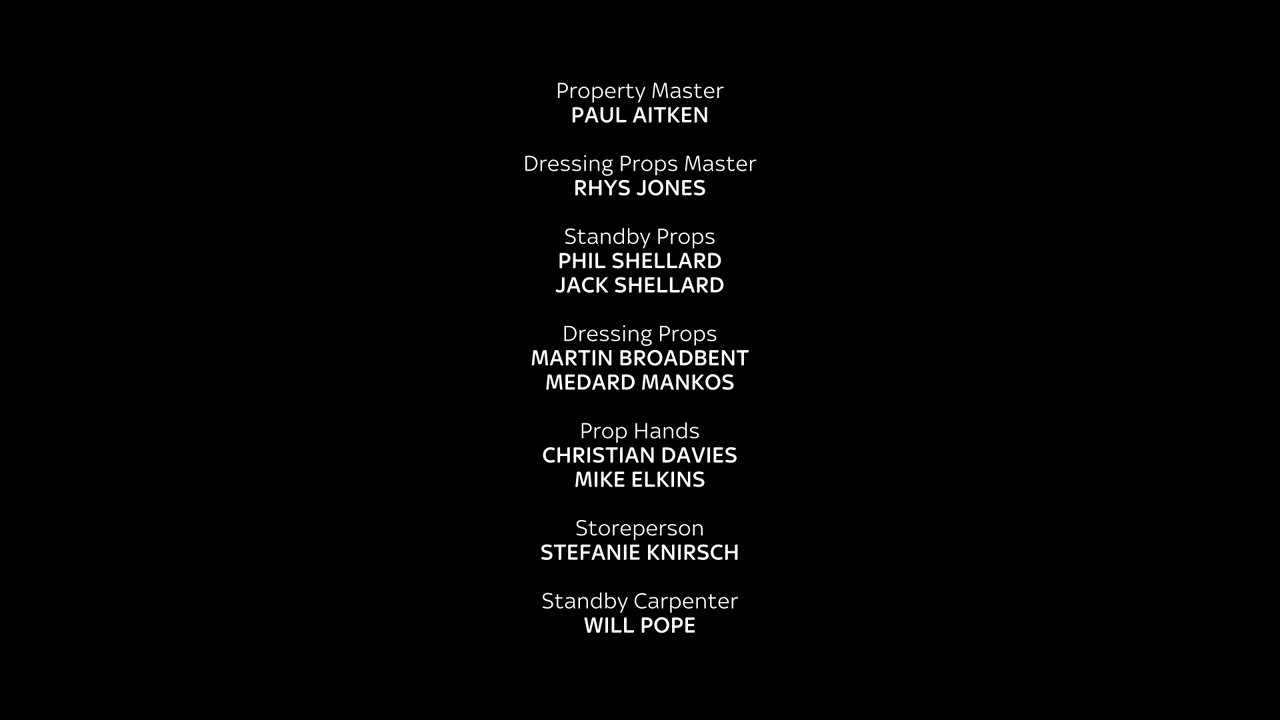 Property Master
PAUL AITKEN
Dressing Props Master
RHYS JONES
Standby Props
PHIL SHELLARD
JACK SHELLARD
Dressing Props
MARTIN BROADBENT
MEDARD MANKOS
Prop Hands
CHRISTIAN DAVIES
MIKE ELKINS
Storeperson
STEFANIE KNIRSCH
Standby Carpenter
WILL POPE